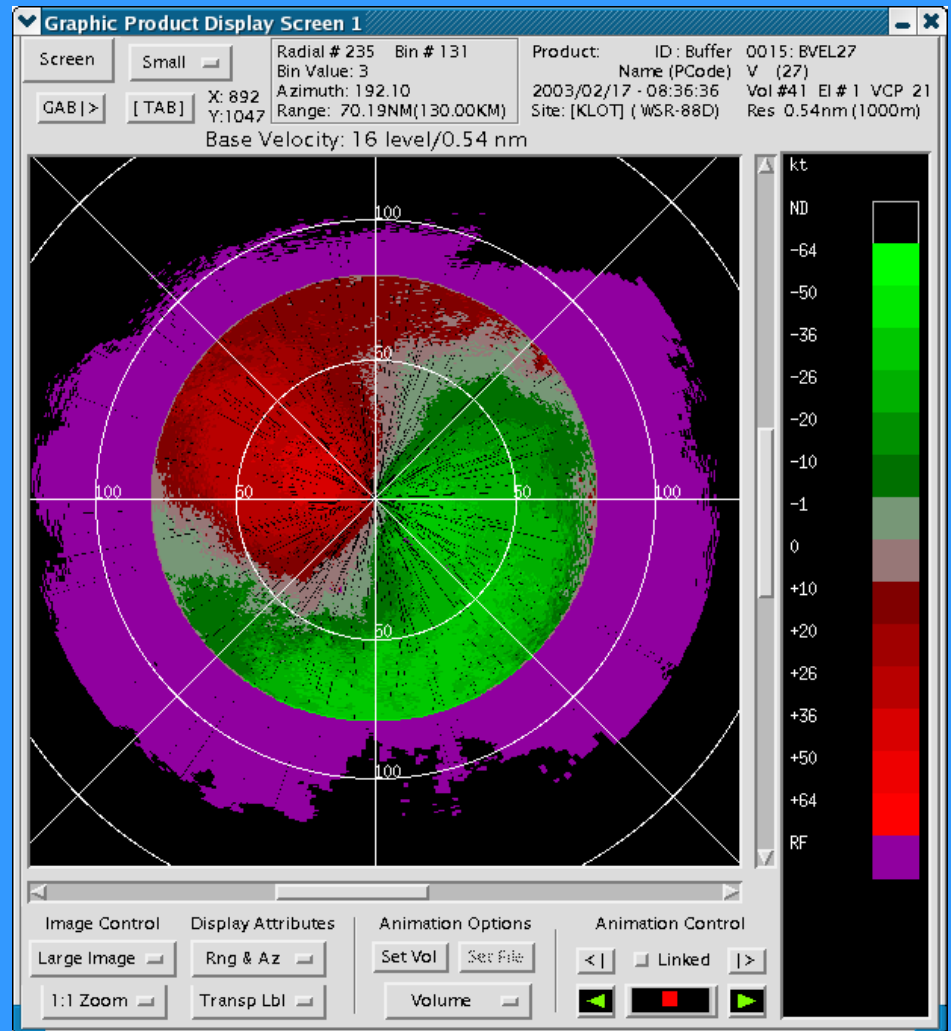 Graphic Product Display Screen 1
Screen
Small
GAB|>
[TAB]
X: 892
Y:1047
Radial # 235 Bin # 131
Bin Value: 3
Azimuth: 192.10
Range: 70.19NM(130.00KM)
Product: ID : Buffer 0015: BVEL27
Name (PCode) V (27)
2003/02/17 - 08:36:36 Vol #41 El # 1 VCP 21
Site: [KLOT] ( WSR-88D) Res 0.54nm (1000m)
Base Velocity: 16 level/0.54 nm
100
50
100
50
50
100
50
100
kt
ND
-64
-50
-36
-26
-20
-10
-1
0
+10
+20
+26
+36
+50
+64
RF
Image Control
Large Image
1:1 Zoom
Display Attributes
Rng & Az
Transp Lbl
Animation Options
Set Vol
Set File
Volume
Animation Control
<|
Linked
|>